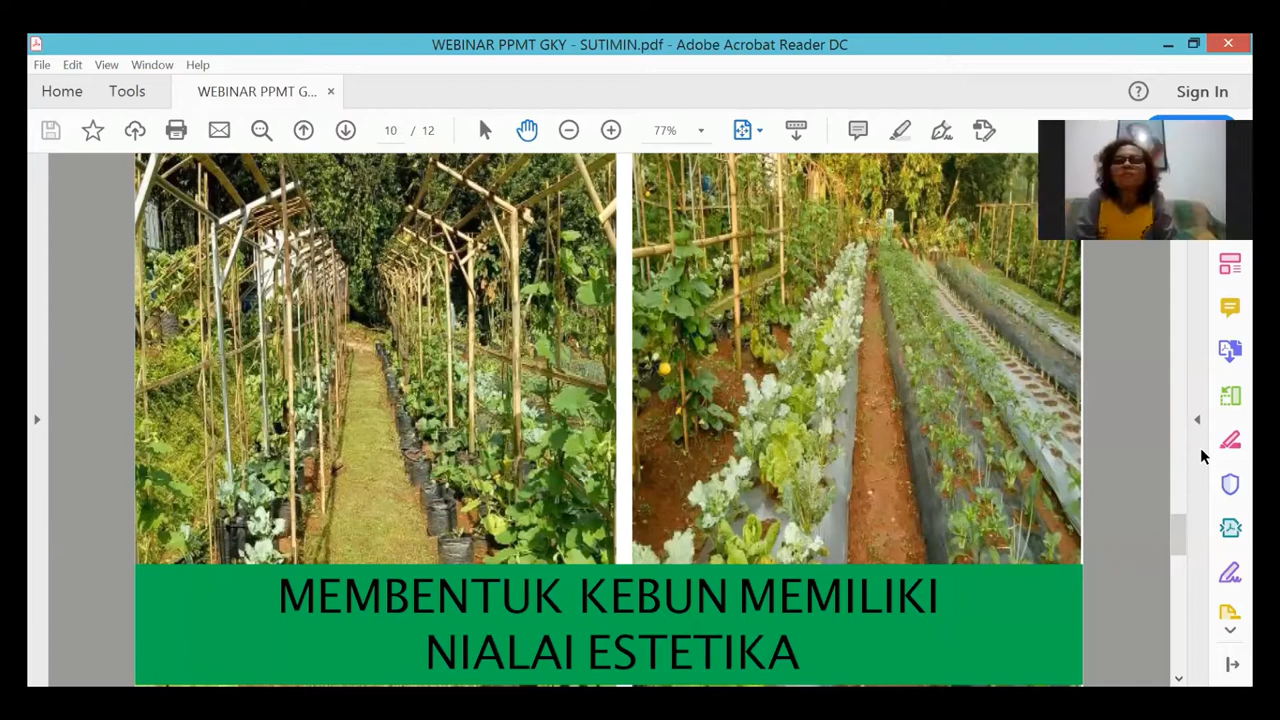 WEBINAR PPMT GKY - SUTIMIN.pdf - Adobe Acrobat Reader DC
File Edit View Window Help
Home Tools WEBINAR PPMT G... Sign In
10 / 12 77%
MEMBENTUK KEBUN MEMILIKI
NIALAI ESTETIKA